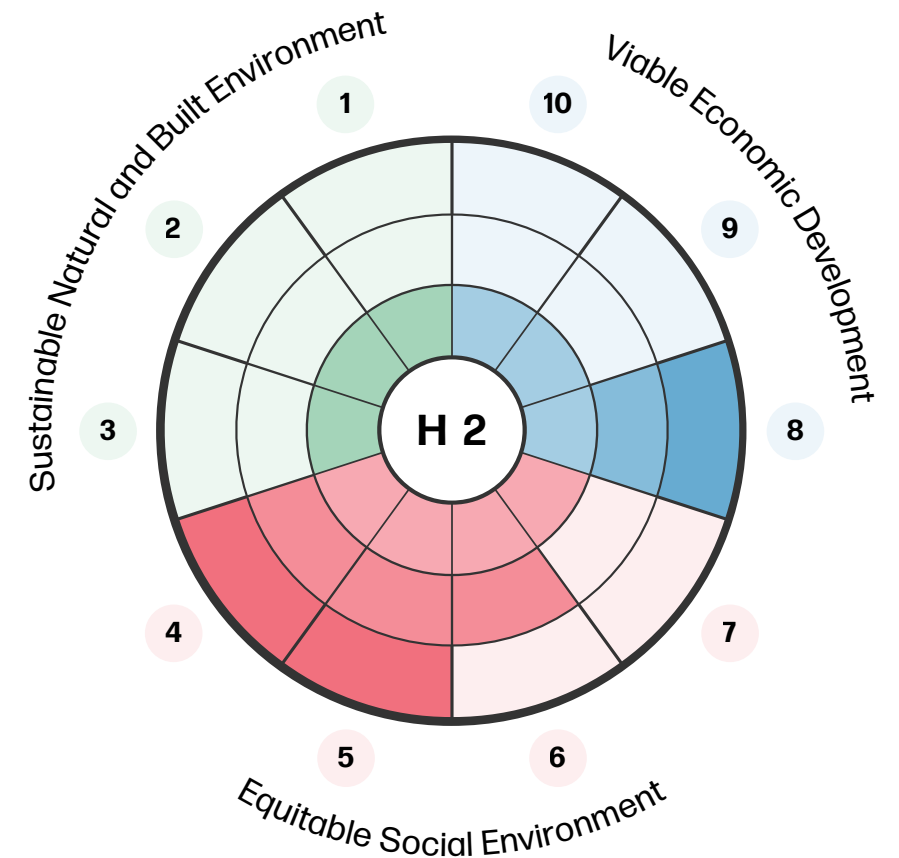 Sustainable Natural and Built Environment
Viable Economic Development
1
10
2
9
3
H 2
8
4
7
5
6
Equitable Social Environment